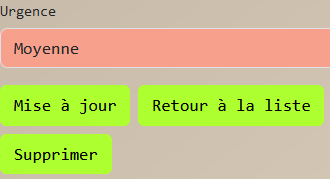 Urgence
Moyenne
Mise à jour
Retour à la liste
Supprimer